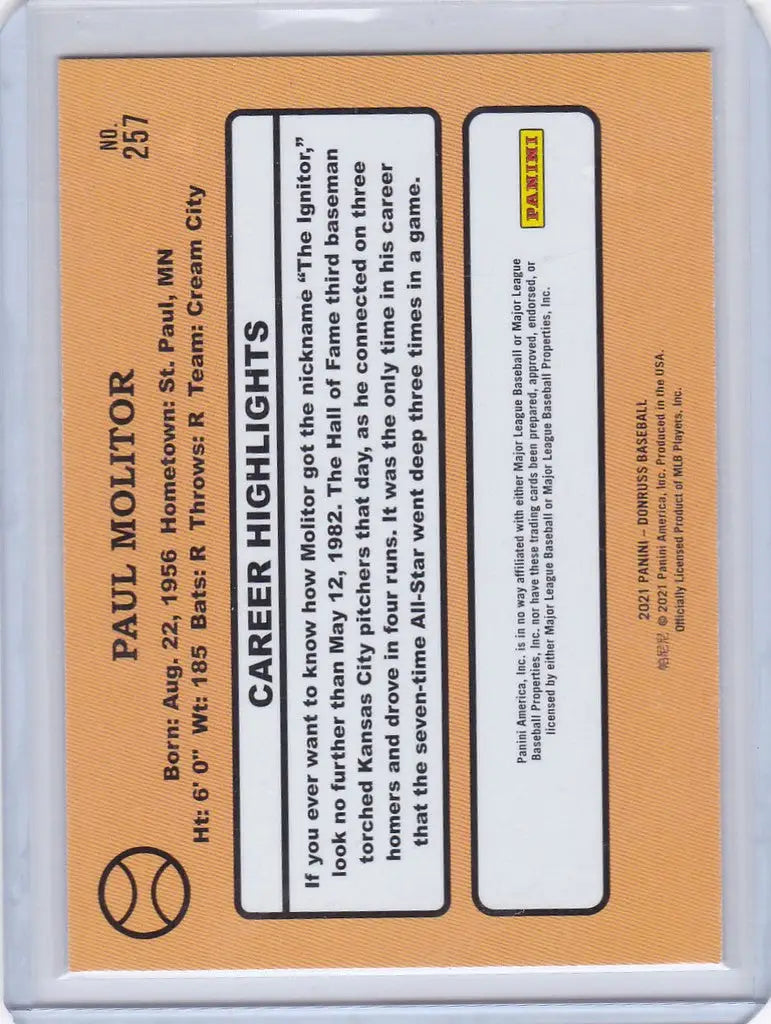 NO.
257
PAUL MOLITOR
Born: Aug. 22, 1956 Hometown: St. Paul, MN
Ht: 6' 0" Wt: 185 Bats: R Throws: R Team: Cream City
CAREER HIGHLIGHTS
If you ever want to know how Molitor got the nickname “The Ignitor,”
look no further than May 12, 1982. The Hall of Fame third baseman
torched Kansas City pitchers that day, as he connected on three
homers and drove in four runs. It was the only time in his career
that the seven-time All-Star went deep three times in a game.
PANINI
Panini America, Inc. is in no way affiliated with either Major League Baseball or Major League
Baseball Properties, Inc. nor have these trading cards been prepared, approved, endorsed, or
licensed by either Major League Baseball or Major League Baseball Properties, Inc.
2021 PANINI – DONRUSS BASEBALL
帕尼尼 © 2021 Panini America, Inc. Produced in the USA.
Officially Licensed Product of MLB Players, Inc.